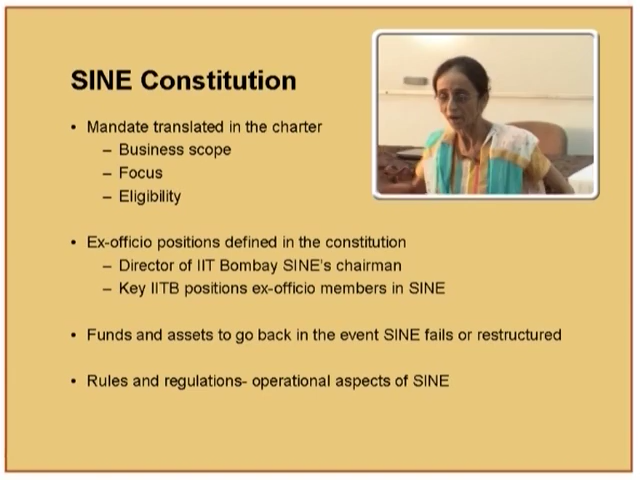 SINE Constitution
• Mandate translated in the charter
– Business scope
– Focus
– Eligibility
• Ex-officio positions defined in the constitution
– Director of IIT Bombay SINE's chairman
– Key IITB positions ex-officio members in SINE
• Funds and assets to go back in the event SINE fails or restructured
• Rules and regulations- operational aspects of SINE